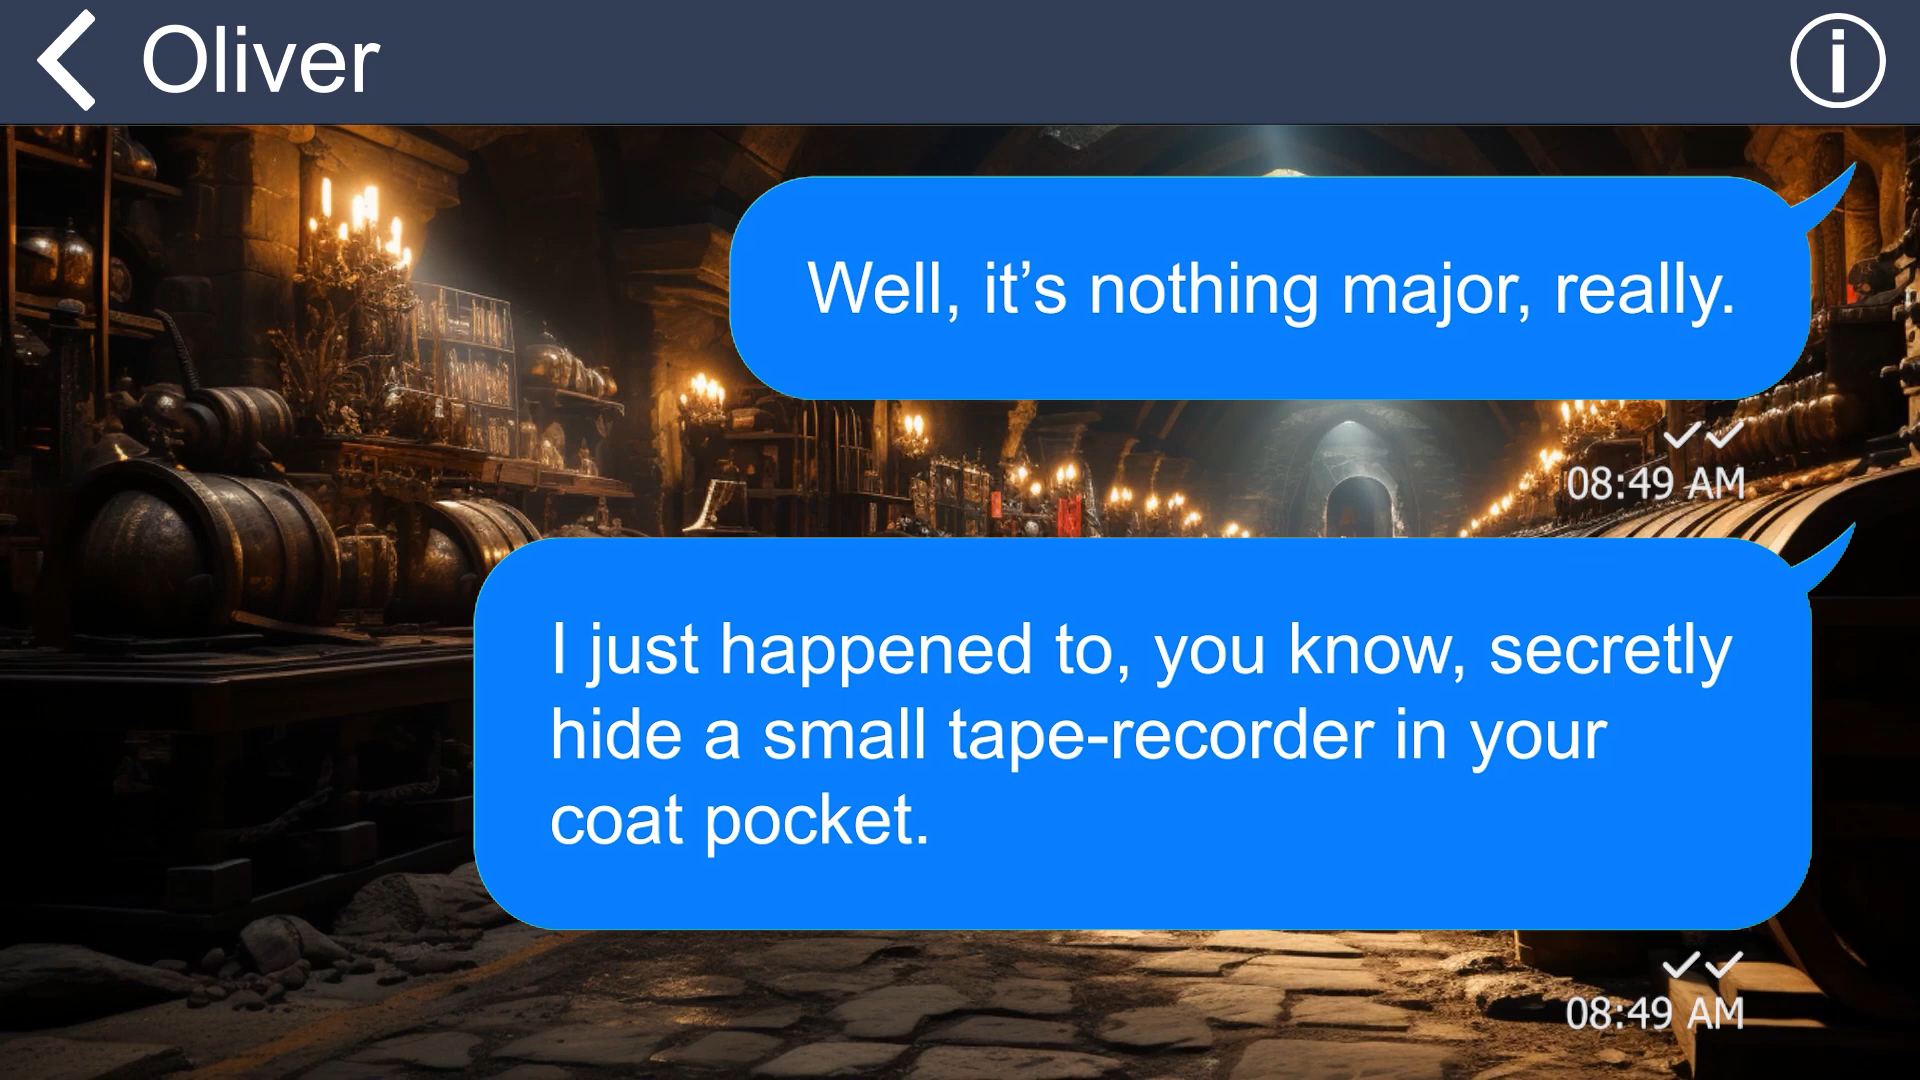 Oliver
Well, it’s nothing major, really.
08:49 AM
I just happened to, you know, secretly
hide a small tape-recorder in your
coat pocket.
08:49 AM